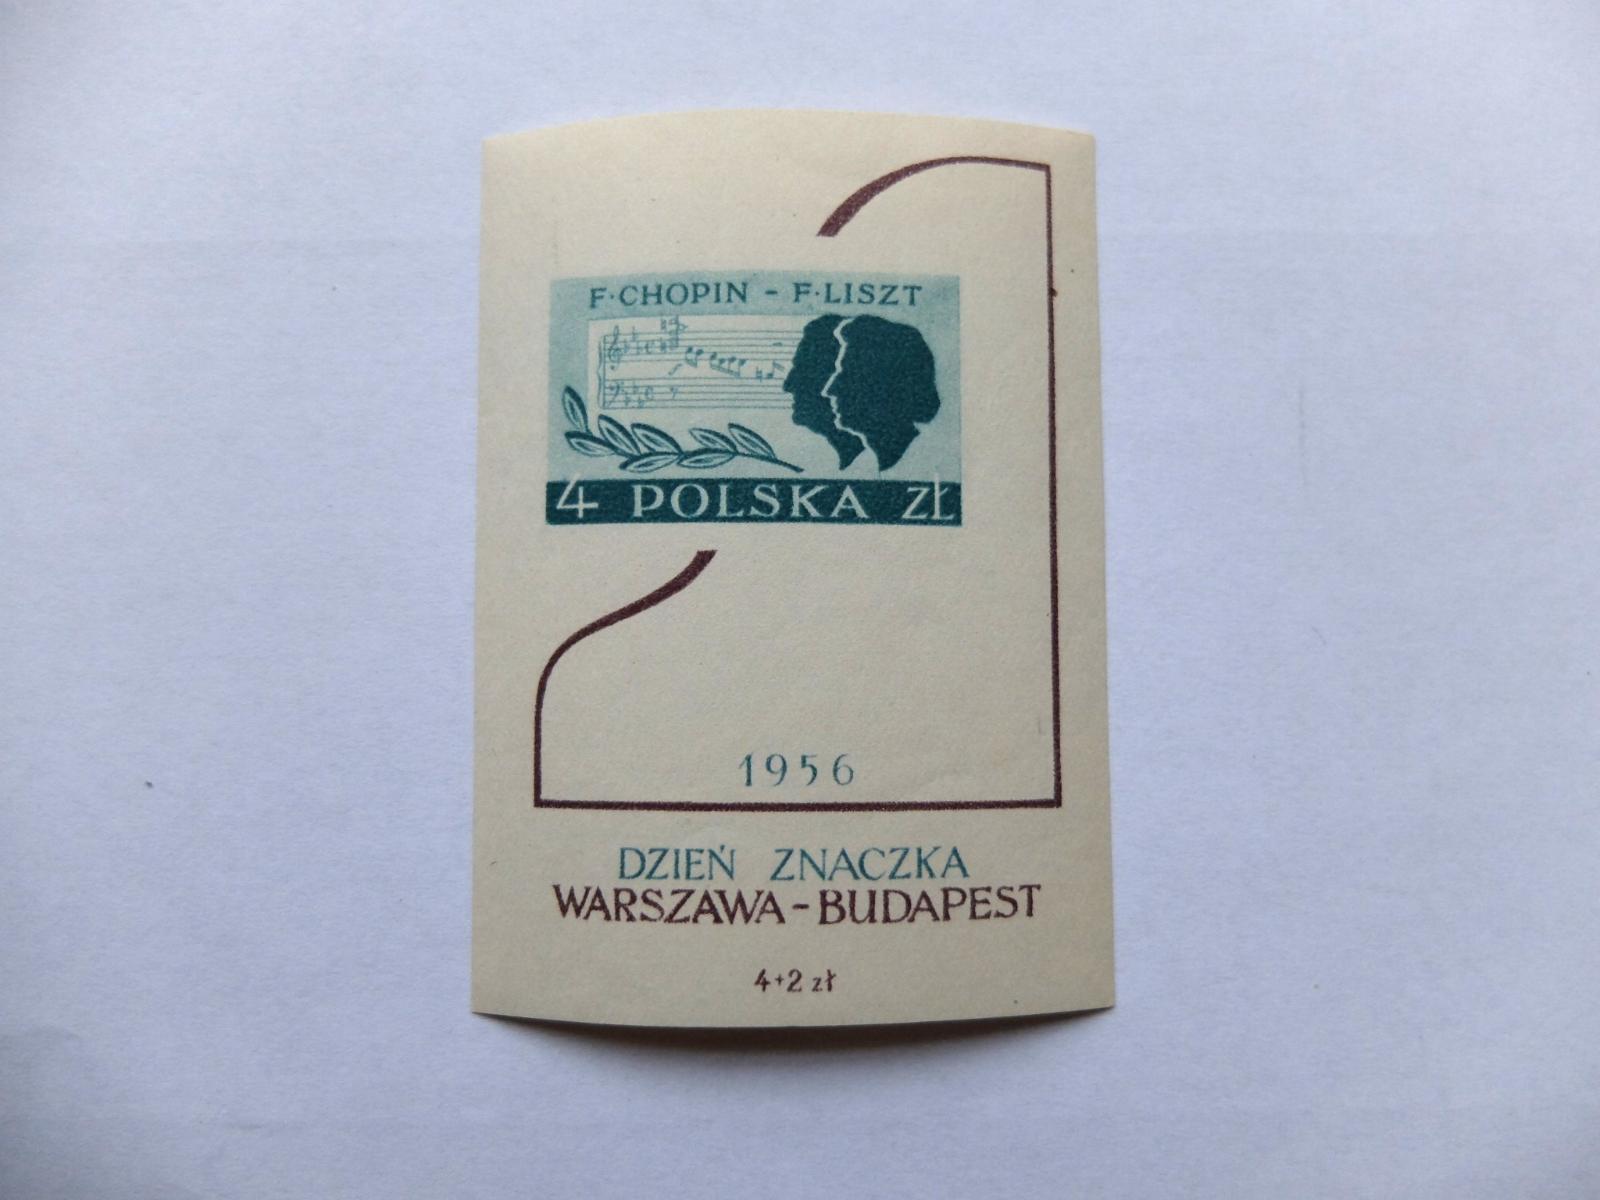 F·CHOPIN - F·LISZT
4 POLSKA ZŁ
1956
DZIEŃ ZNACZKA
WARSZAWA-BUDAPEST
4+2 zł